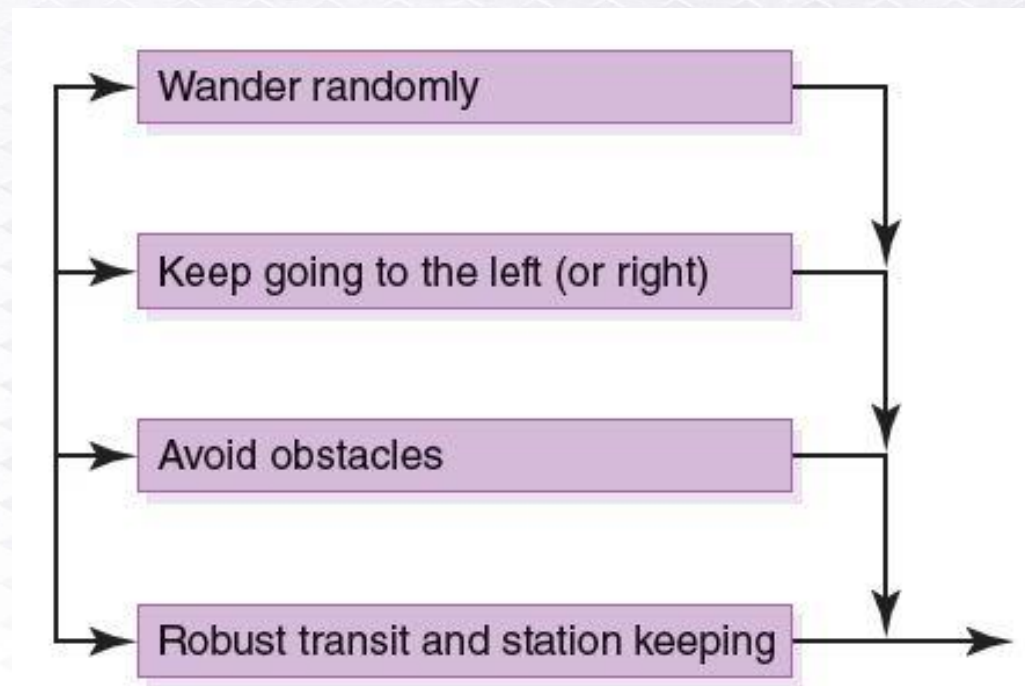 Wander randomly
Keep going to the left (or right)
Avoid obstacles
Robust transit and station keeping